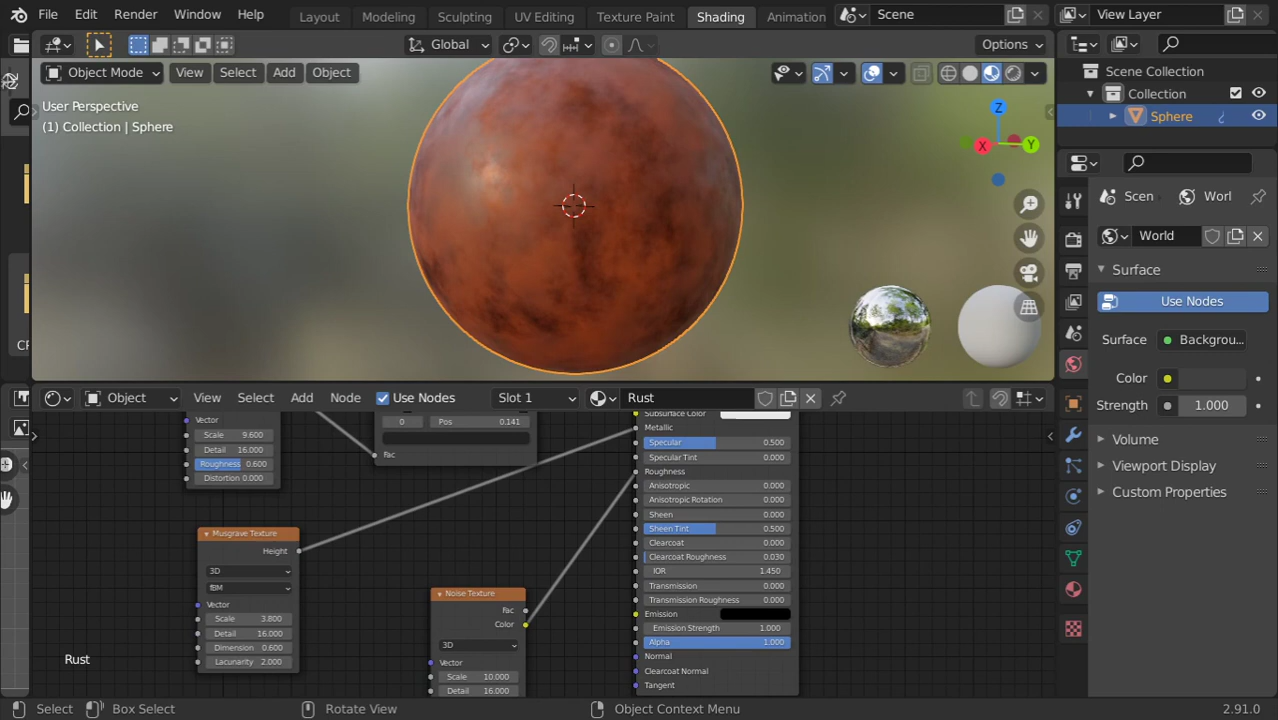 File Edit Render Window Help Layout Modeling Sculpting UV Editing Texture Paint Shading Animation Scene View Layer
Global Options
Object Mode View Select Add Object
User Perspective
(1) Collection | Sphere
Z
X Y
Scene Collection
Collection
Sphere
Scen Worl
World
Surface
Use Nodes
Surface Backgrou...
Color
Strength 1.000
Volume
Viewport Display
Custom Properties
Object View Select Add Node Use Nodes Slot 1 Rust
Vector
Scale 9.600
Detail 16.000
Roughness 0.600
Distortion 0.000
0 Pos 0.141
Fac
Musgrave Texture
Height
3D
fBM
Vector
Scale 3.800
Detail 16.000
Dimension 0.600
Lacunarity 2.000
Noise Texture
Fac
Color
3D
Vector
Scale 10.000
Detail 16.000
Subsurface Color
Metallic
Specular 0.500
Specular Tint 0.000
Roughness
Anisotropic 0.000
Anisotropic Rotation 0.000
Sheen 0.000
Sheen Tint 0.500
Clearcoat 0.000
Clearcoat Roughness 0.030
IOR 1.450
Transmission 0.000
Transmission Roughness 0.000
Emission
Emission Strength 1.000
Alpha 1.000
Normal
Clearcoat Normal
Tangent
Rust
Select Box Select Rotate View Object Context Menu 2.91.0